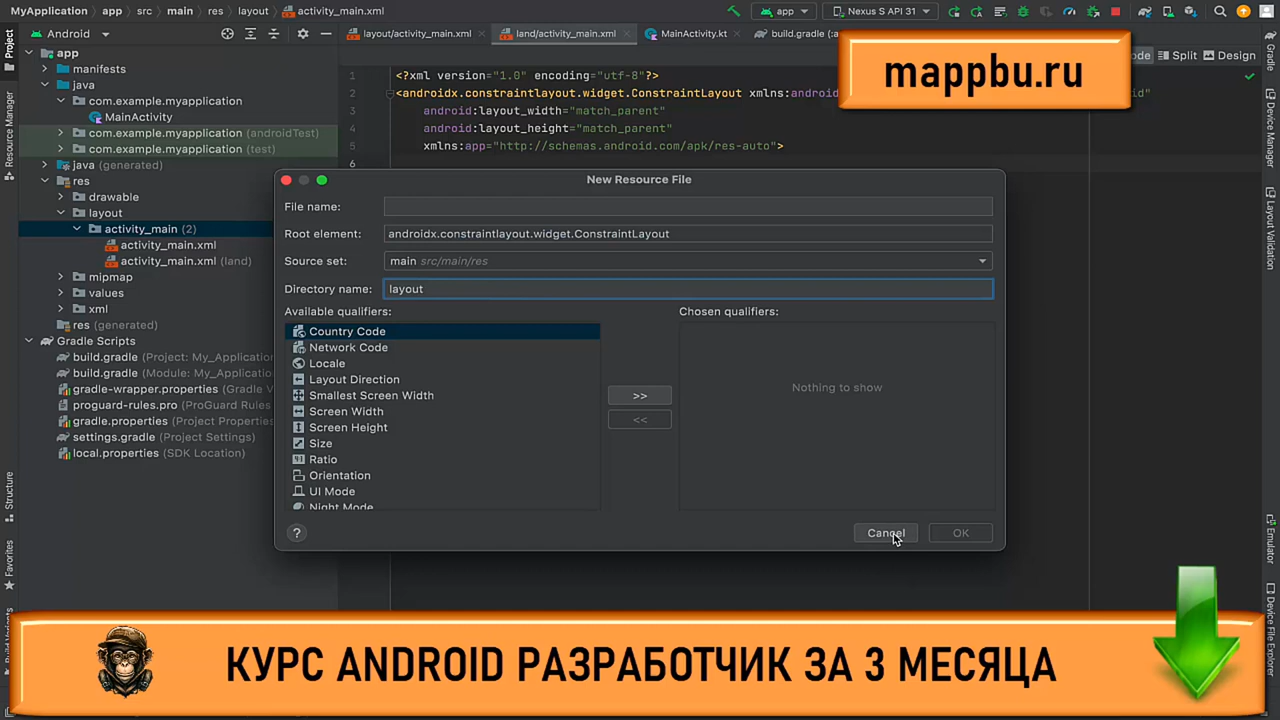 MyApplication app src main res layout activity_main.xml
app
Nexus S API 31
Android
layout/activity_main.xml
land/activity_main.xml
MainActivity.kt
build.gradle (:a
mappbu.ru
ode
Split
Design
Project
Resource Manager
Structure
Favorites
Gradle
Device Manager
Layout Validation
Emulator
Device File Explorer
app
manifests
java
com.example.myapplication
MainActivity
com.example.myapplication (androidTest)
com.example.myapplication (test)
java (generated)
res
drawable
layout
activity_main (2)
activity_main.xml
activity_main.xml (land)
mipmap
values
xml
res (generated)
Gradle Scripts
build.gradle (Project: My_Application
build.gradle (Module: My_Applicatio
gradle-wrapper.properties (Gradle V
proguard-rules.pro (ProGuard Rules
gradle.properties (Project Properties
settings.gradle (Project Settings)
local.properties (SDK Location)
1 <?xml version="1.0" encoding="utf-8"?>
2 <androidx.constraintlayout.widget.ConstraintLayout xmlns:android
3 android:layout_width="match_parent"
4 android:layout_height="match_parent"
5 xmlns:app="http://schemas.android.com/apk/res-auto">
6
New Resource File
File name:
Root element: androidx.constraintlayout.widget.ConstraintLayout
Source set: main src/main/res
Directory name: layout
Available qualifiers:
Chosen qualifiers:
Country Code
Network Code
Locale
Layout Direction
Smallest Screen Width
Screen Width
Screen Height
Size
Ratio
Orientation
UI Mode
Night Mode
>>
<<
Nothing to show
?
Cancel
OK
КУРС ANDROID РАЗРАБОТЧИК ЗА 3 МЕСЯЦА